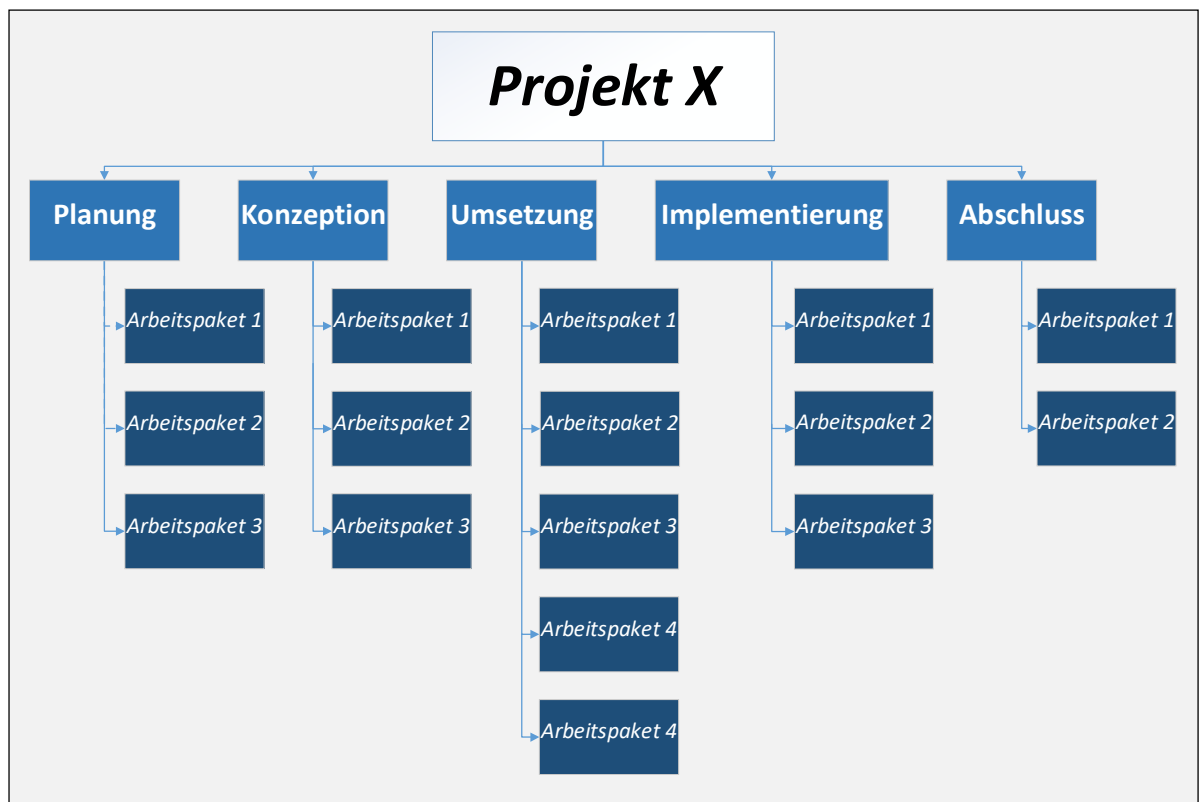 Projekt X
Planung
Konzeption
Umsetzung
Implementierung
Abschluss
Arbeitspaket 1
Arbeitspaket 2
Arbeitspaket 3
Arbeitspaket 1
Arbeitspaket 2
Arbeitspaket 3
Arbeitspaket 1
Arbeitspaket 2
Arbeitspaket 3
Arbeitspaket 4
Arbeitspaket 4
Arbeitspaket 1
Arbeitspaket 2
Arbeitspaket 3
Arbeitspaket 1
Arbeitspaket 2